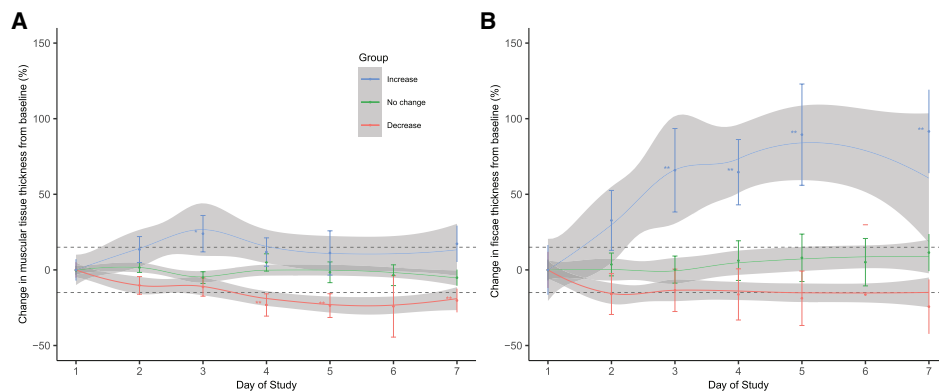 A
B
Change in muscular tissue thickness from baseline (%)
150
100
50
0
−50
1 2 3 4 5 6 7
Day of Study
Group
Increase
No change
Decrease
*
**
**
**
Change in fiscae thickness from baseline (%)
150
100
50
0
−50
1 2 3 4 5 6 7
Day of Study
**
**
**
**